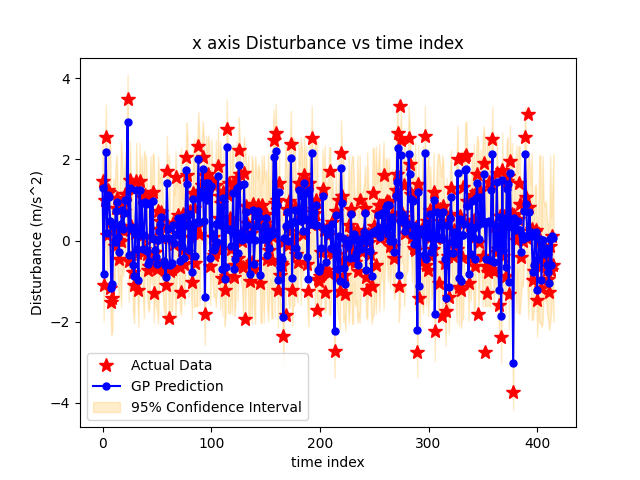 x axis Disturbance vs time index
Disturbance (m/s^2)
4
2
0
−2
−4
Actual Data
GP Prediction
95% Confidence Interval
0 100 200 300 400
time index